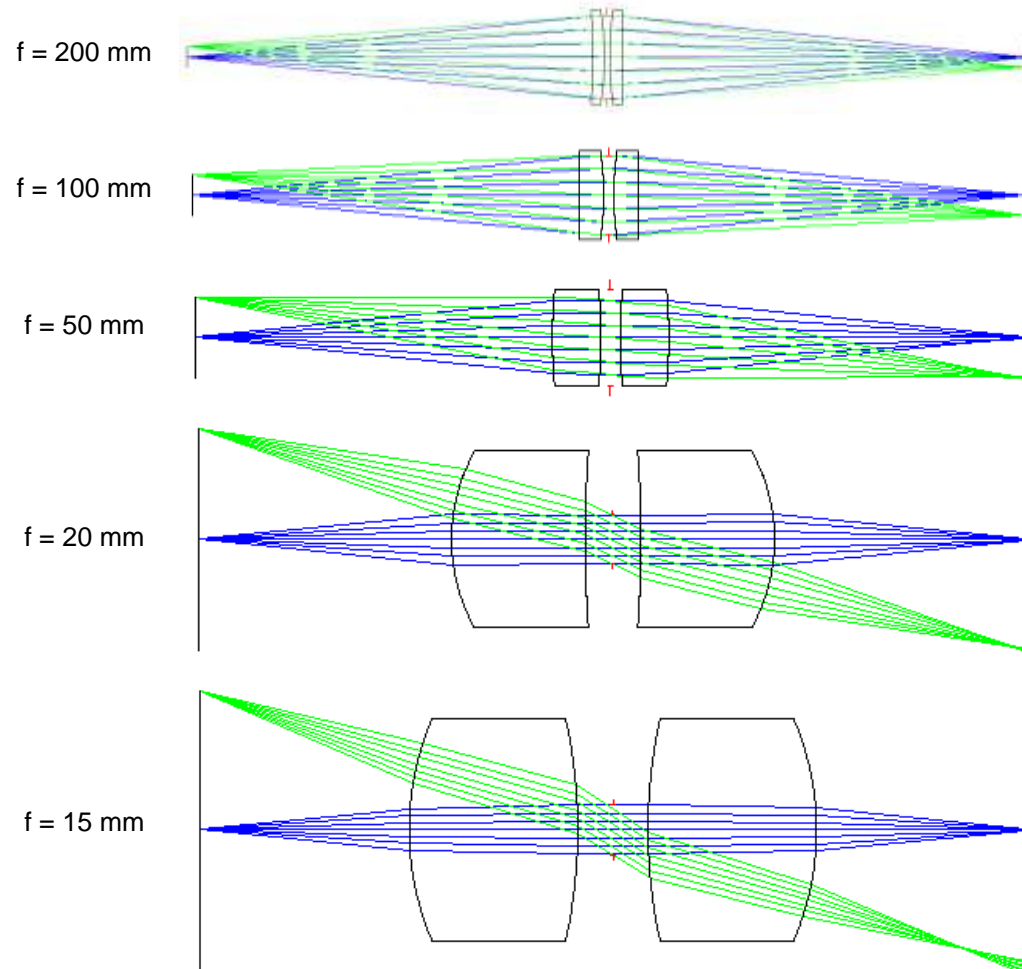 f = 200 mm
f = 100 mm
f = 50 mm
f = 20 mm
f = 15 mm